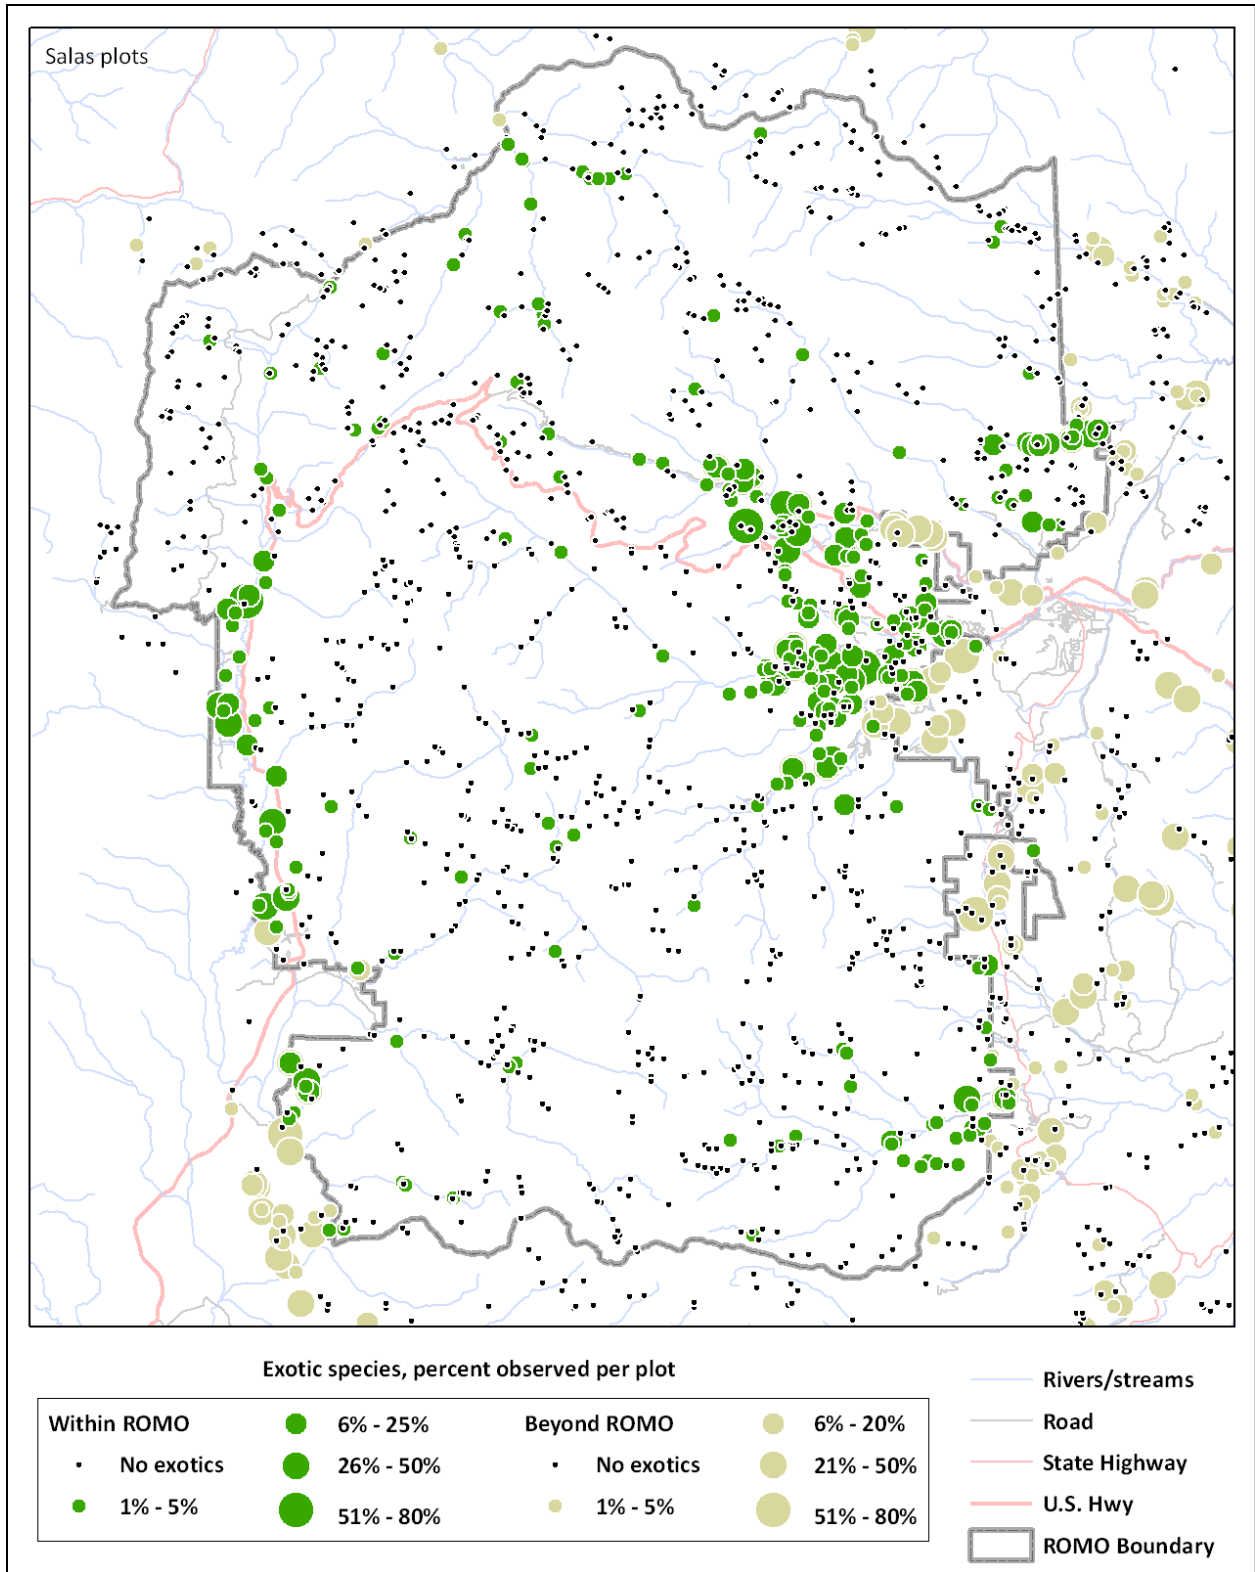 Salas plots
Exotic species, percent observed per plot
Within ROMO
No exotics
1% - 5%
6% - 25%
26% - 50%
51% - 80%
Beyond ROMO
No exotics
1% - 5%
6% - 20%
21% - 50%
51% - 80%
Rivers/streams
Road
State Highway
U.S. Hwy
ROMO Boundary